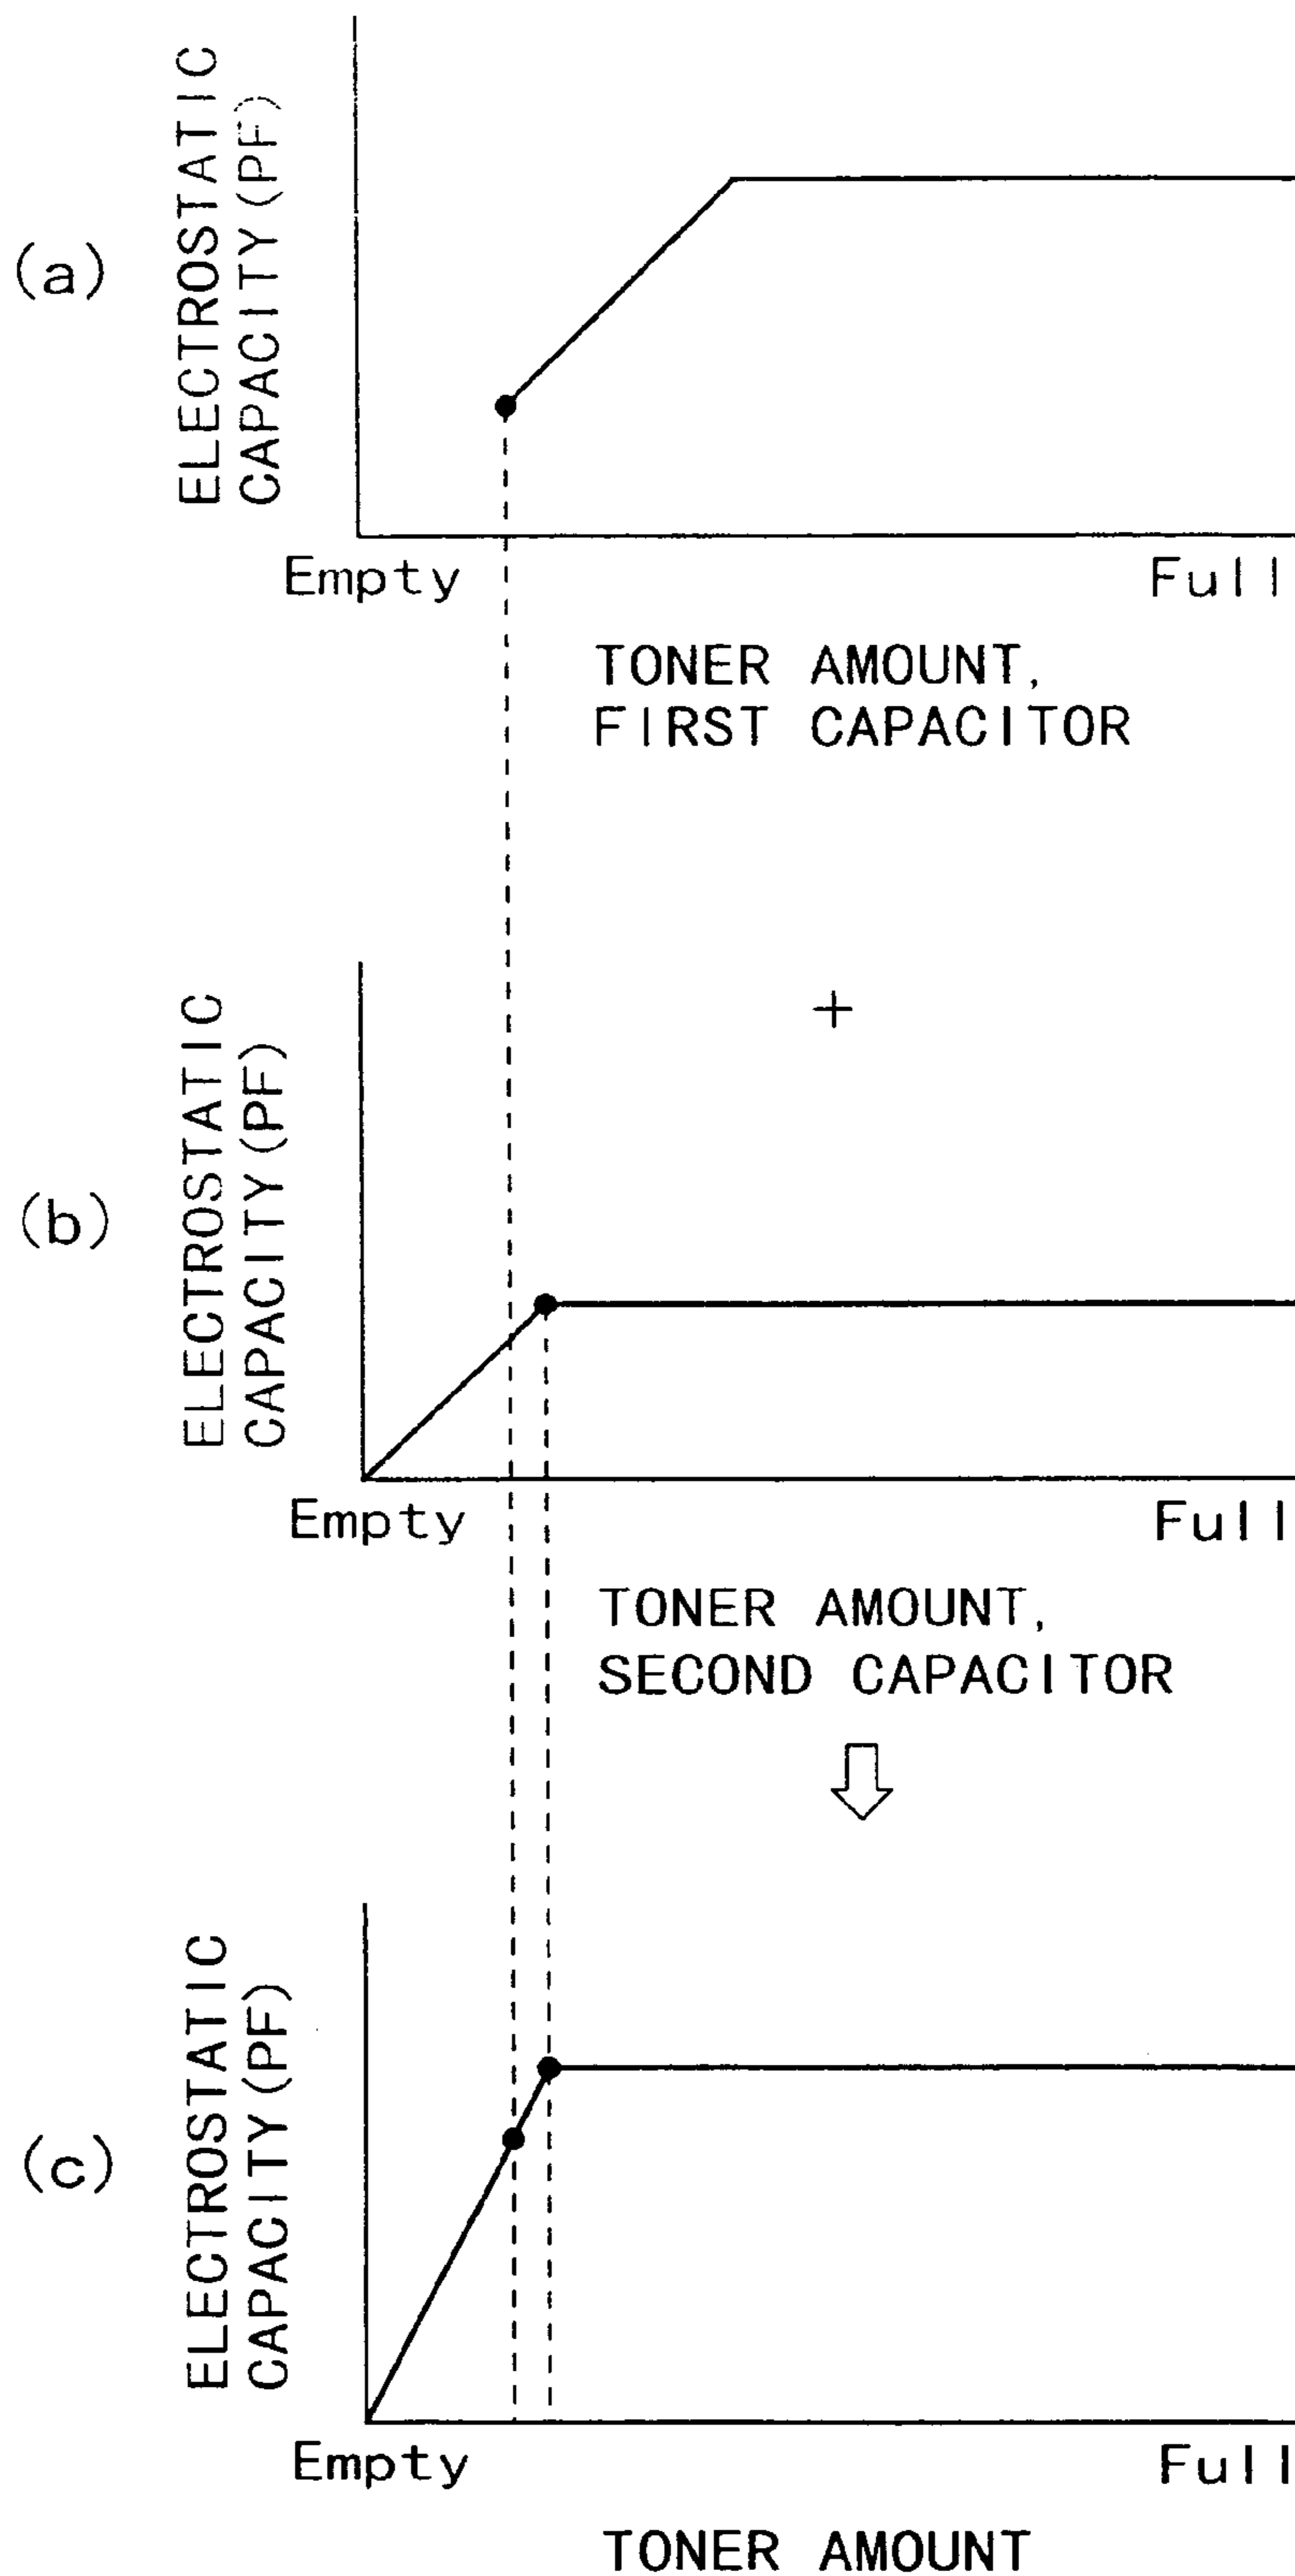 (a)
ELECTROSTATIC
CAPACITY(PF)
Empty
Full
TONER AMOUNT,
FIRST CAPACITOR
+
(b)
ELECTROSTATIC
CAPACITY(PF)
Empty
Full
TONER AMOUNT,
SECOND CAPACITOR
(c)
ELECTROSTATIC
CAPACITY(PF)
Empty
Full
TONER AMOUNT